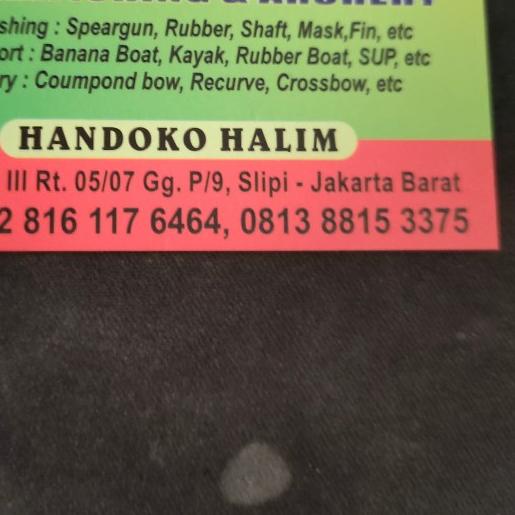 & ARCHERY
shing : Speargun, Rubber, Shaft, Mask,Fin, etc
ort : Banana Boat, Kayak, Rubber Boat, SUP, etc
ry : Coumpond bow, Recurve, Crossbow, etc
HANDOKO HALIM
III Rt. 05/07 Gg. P/9, Slipi - Jakarta Barat
2 816 117 6464, 0813 8815 3375